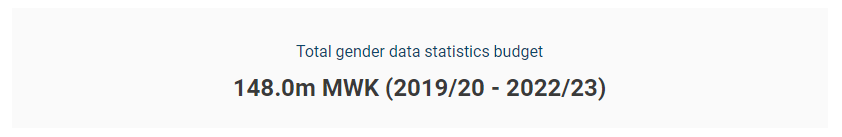 Total gender data statistics budget
148.0m MWK (2019/20 - 2022/23)